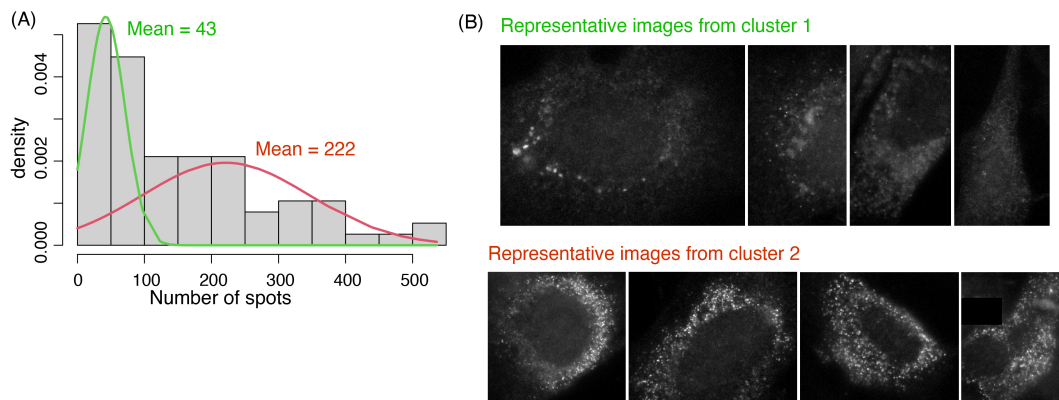 (A)
Mean = 43
Mean = 222
density
0.000 0.002 0.004
0 100 200 300 400 500
Number of spots
(B)
Representative images from cluster 1
Representative images from cluster 2